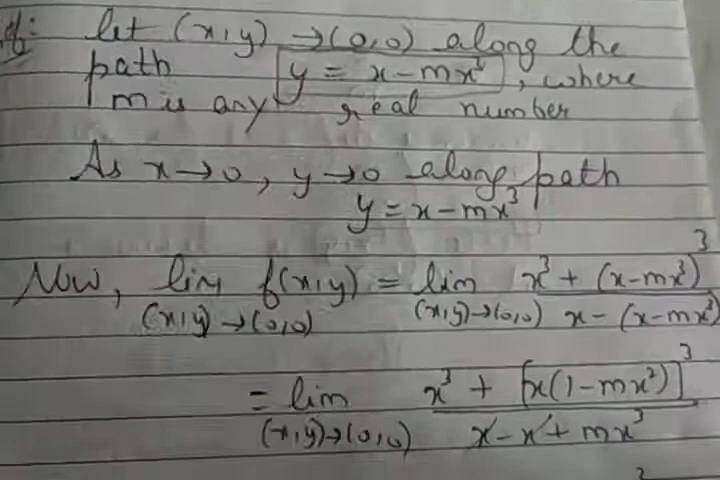 let (x,y) → (0,0) along the
path y = x - mx³, where
m is any real number
As x → 0, y → 0 along path
y = x - mx³
Now, lim f(x,y) = lim x³ + (x-mx³)³
(x,y) → (0,0) (x,y) → (0,0) x - (x-mx³)
= lim x³ + [x(1-mx²)]³
(x,y) → (0,0) x - x + mx³